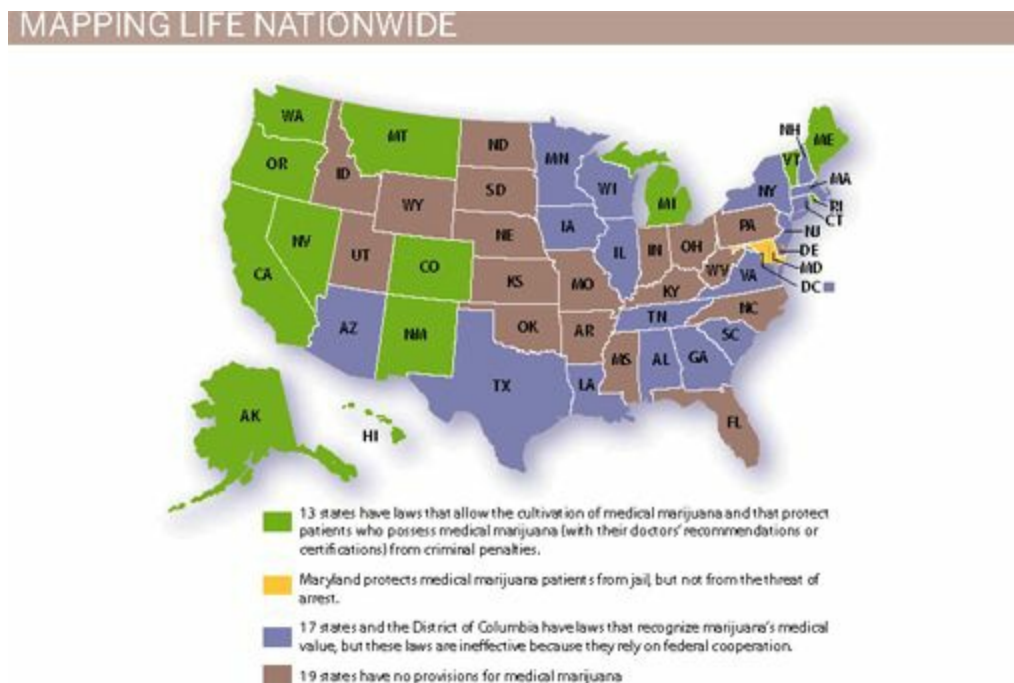 MAPPING LIFE NATIONWIDE
WA
MT
ND
MN
NH
VT
ME
OR
ID
SD
WI
NY
MA
WY
MI
RI
CT
NV
UT
NE
IA
PA
NJ
CA
CO
IL
IN
OH
DE
KS
MO
WV
VA
MD
DC
KY
AZ
NM
OK
AR
TN
NC
SC
TX
LA
MS
AL
GA
FL
AK
HI
13 states have laws that allow the cultivation of medical marijuana and that protect
patients who possess medical marijuana (with their doctors' recommendations or
certifications) from criminal penalties.
Maryland protects medical marijuana patients from jail, but not from the threat of
arrest.
17 states and the District of Columbia have laws that recognize marijuana's medical
value, but these laws are ineffective because they rely on federal cooperation.
19 states have no provisions for medical marijuana